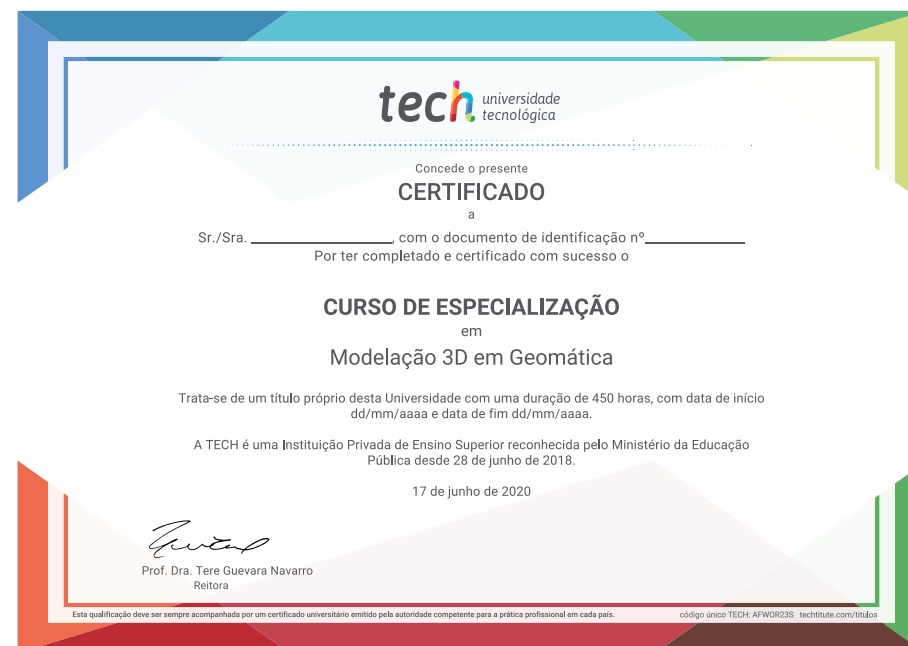 tech universidade
tecnológica
Concede o presente
CERTIFICADO
a
Sr./Sra. ____________________, com o documento de identificação nº______________
Por ter completado e certificado com sucesso o
CURSO DE ESPECIALIZAÇÃO
em
Modelação 3D em Geomática
Trata-se de um título próprio desta Universidade com uma duração de 450 horas, com data de início
dd/mm/aaaa e data de fim dd/mm/aaaa.
A TECH é uma Instituição Privada de Ensino Superior reconhecida pelo Ministério da Educação
Pública desde 28 de junho de 2018.
17 de junho de 2020
Prof. Dra. Tere Guevara Navarro
Reitora
Esta qualificação deve ser sempre acompanhada por um certificado universitário emitido pela autoridade competente para a prática profissional em cada país.
código único TECH: AFWOR23S techtitute.com/titulos